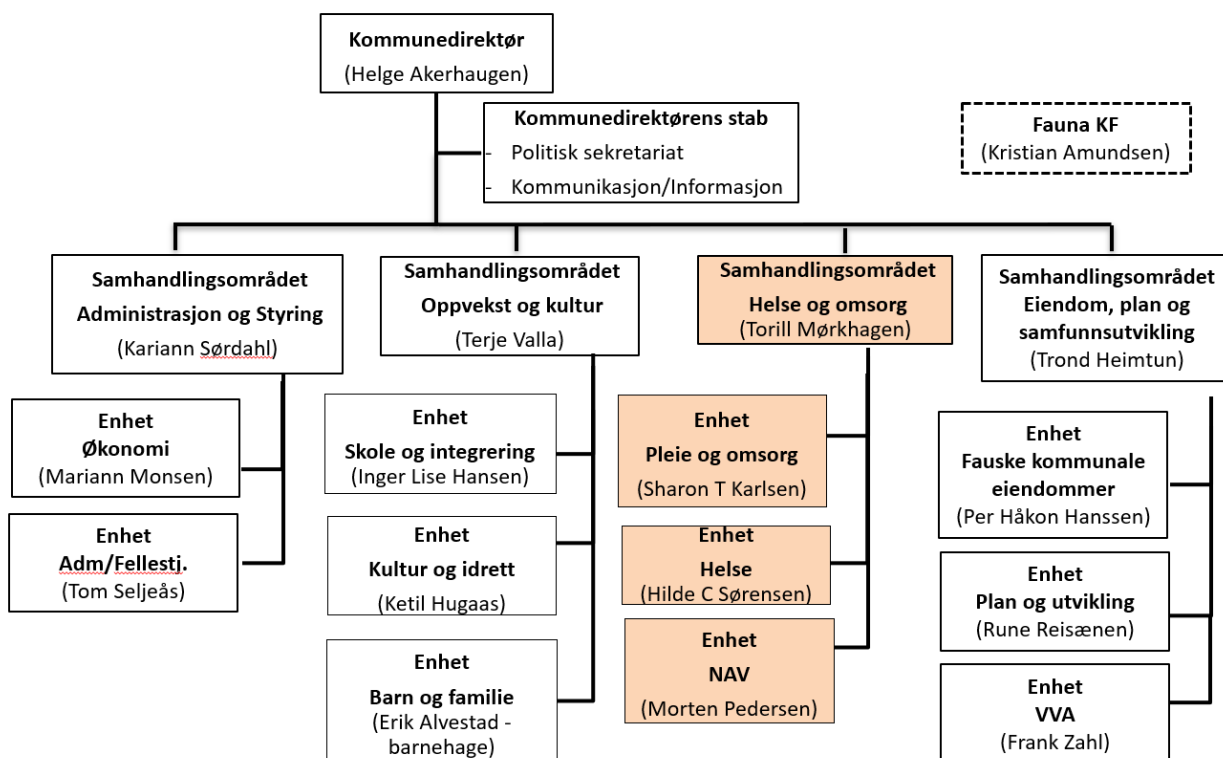 Kommunedirektør
(Helge Akerhaugen)
Kommunedirektørens stab
- Politisk sekretariat
- Kommunikasjon/Informasjon
Fauna KF
(Kristian Amundsen)
Samhandlingsområdet
Administrasjon og Styring
(Kariann Sørdahl)
Enhet
Økonomi
(Mariann Monsen)
Enhet
Adm/Fellestj.
(Tom Seljeås)
Samhandlingsområdet
Oppvekst og kultur
(Terje Valla)
Enhet
Skole og integrering
(Inger Lise Hansen)
Enhet
Kultur og idrett
(Ketil Hugaas)
Enhet
Barn og familie
(Erik Alvestad -
barnehage)
Samhandlingsområdet
Helse og omsorg
(Torill Mørkhagen)
Enhet
Pleie og omsorg
(Sharon T Karlsen)
Enhet
Helse
(Hilde C Sørensen)
Enhet
NAV
(Morten Pedersen)
Samhandlingsområdet
Eiendom, plan og
samfunnsutvikling
(Trond Heimtun)
Enhet
Fauske kommunale
eiendommer
(Per Håkon Hanssen)
Enhet
Plan og utvikling
(Rune Reisænen)
Enhet
VVA
(Frank Zahl)